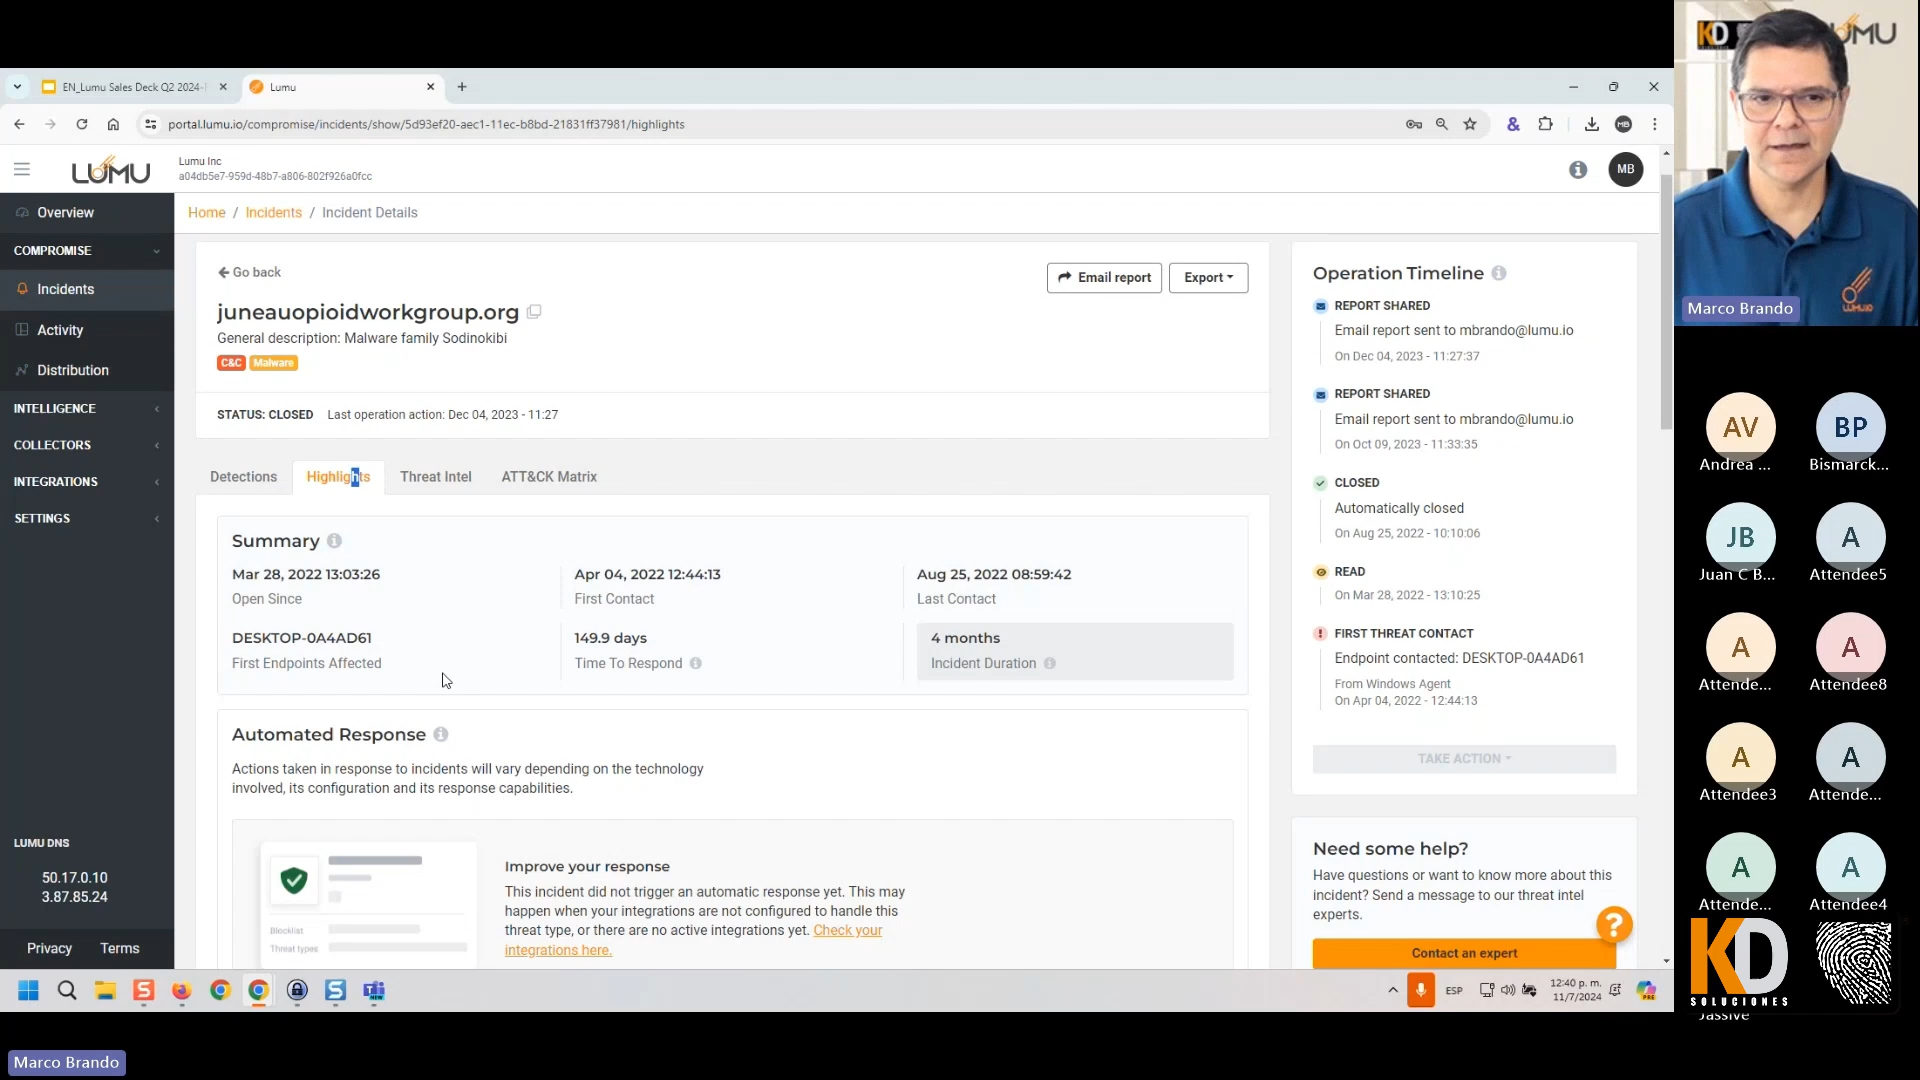 EN_Lumu Sales Deck Q2 2024-
Lumu
portal.lumu.io/compromise/incidents/show/5d93ef20-aec1-11ec-b8bd-21831ff37981/highlights
MB
LUMU
Lumu Inc
a04db5e7-959d-48b7-a806-802f926a0fcc
MB
Overview
COMPROMISE
Incidents
Activity
Distribution
INTELLIGENCE
COLLECTORS
INTEGRATIONS
SETTINGS
LUMU DNS
50.17.0.10
3.87.85.24
Privacy Terms
Home / Incidents / Incident Details
Go back
Email report
Export
juneauopioidworkgroup.org
General description: Malware family Sodinokibi
C&C Malware
STATUS: CLOSED Last operation action: Dec 04, 2023 - 11:27
Detections Highlights Threat Intel ATT&CK Matrix
Summary
Mar 28, 2022 13:03:26
Open Since
Apr 04, 2022 12:44:13
First Contact
Aug 25, 2022 08:59:42
Last Contact
DESKTOP-0A4AD61
First Endpoints Affected
149.9 days
Time To Respond
4 months
Incident Duration
Automated Response
Actions taken in response to incidents will vary depending on the technology
involved, its configuration and its response capabilities.
Blocklist
Threat types
Improve your response
This incident did not trigger an automatic response yet. This may
happen when your integrations are not configured to handle this
threat type, or there are no active integrations yet. Check your
integrations here.
Operation Timeline
REPORT SHARED
Email report sent to mbrando@lumu.io
On Dec 04, 2023 - 11:27:37
REPORT SHARED
Email report sent to mbrando@lumu.io
On Oct 09, 2023 - 11:33:35
CLOSED
Automatically closed
On Aug 25, 2022 - 10:10:06
READ
On Mar 28, 2022 - 13:10:25
FIRST THREAT CONTACT
Endpoint contacted: DESKTOP-0A4AD61
From Windows Agent
On Apr 04, 2022 - 12:44:13
TAKE ACTION
Need some help?
Have questions or want to know more about this
incident? Send a message to our threat intel
experts.
?
Contact an expert
ESP
12:40 p. m.
11/7/2024
PRE
KD
UMU
LUMU.IO
Marco Brando
AV
Andrea ...
BP
Bismarck...
JB
Juan C B...
A
Attendee5
A
Attende...
A
Attendee8
A
Attendee3
A
Attende...
A
Attende...
A
Attendee4
KD
SOLUCIONES
Jassive
Marco Brando